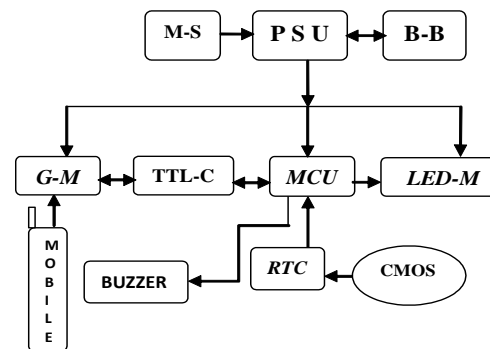 M-S
P S U
B-B
G-M
TTL-C
MCU
LED-M
M
O
B
I
L
E
BUZZER
RTC
CMOS